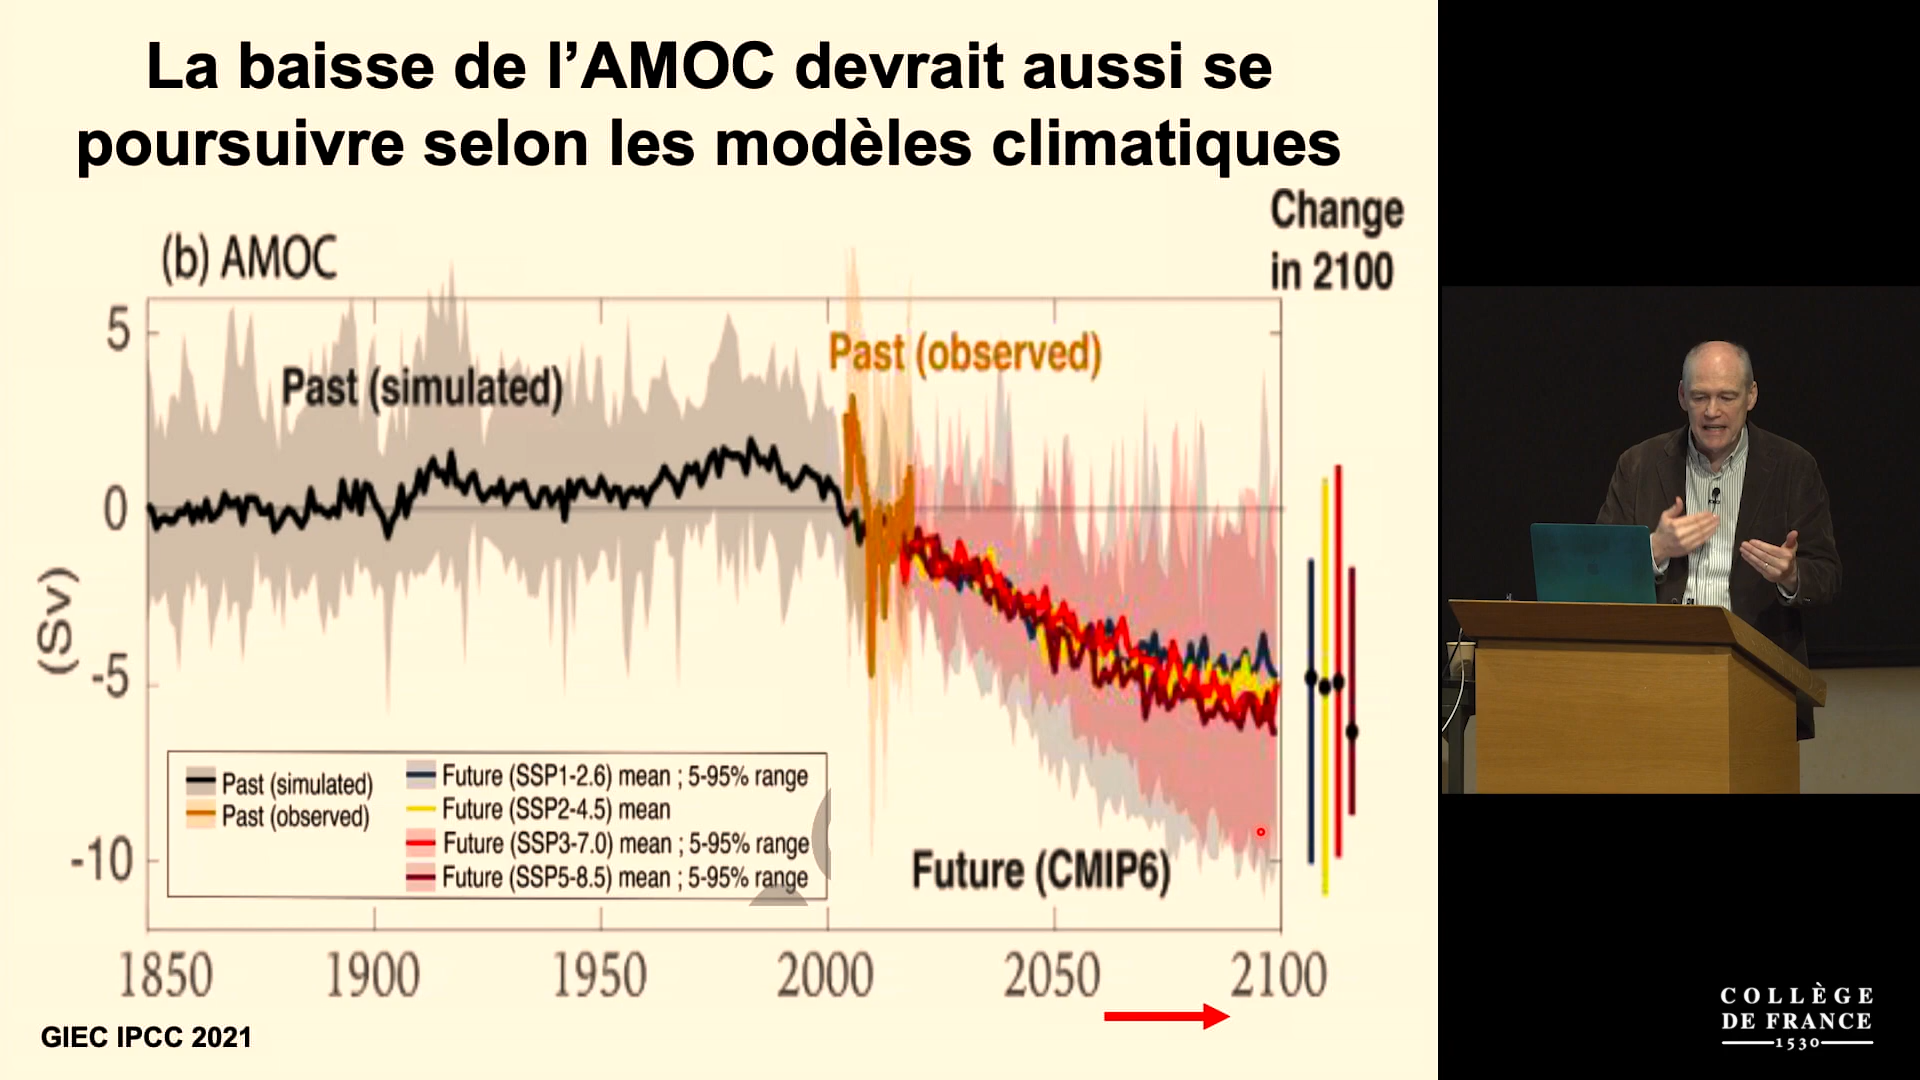 La baisse de l’AMOC devrait aussi se
poursuivre selon les modèles climatiques
Change
in 2100
(b) AMOC
5
0
-5
-10
(Sv)
Past (simulated)
Past (observed)
Future (CMIP6)
Past (simulated)
Past (observed)
Future (SSP1-2.6) mean ; 5-95% range
Future (SSP2-4.5) mean
Future (SSP3-7.0) mean ; 5-95% range
Future (SSP5-8.5) mean ; 5-95% range
1850 1900 1950 2000 2050 2100
GIEC IPCC 2021
COLLÈGE
DE FRANCE
1530